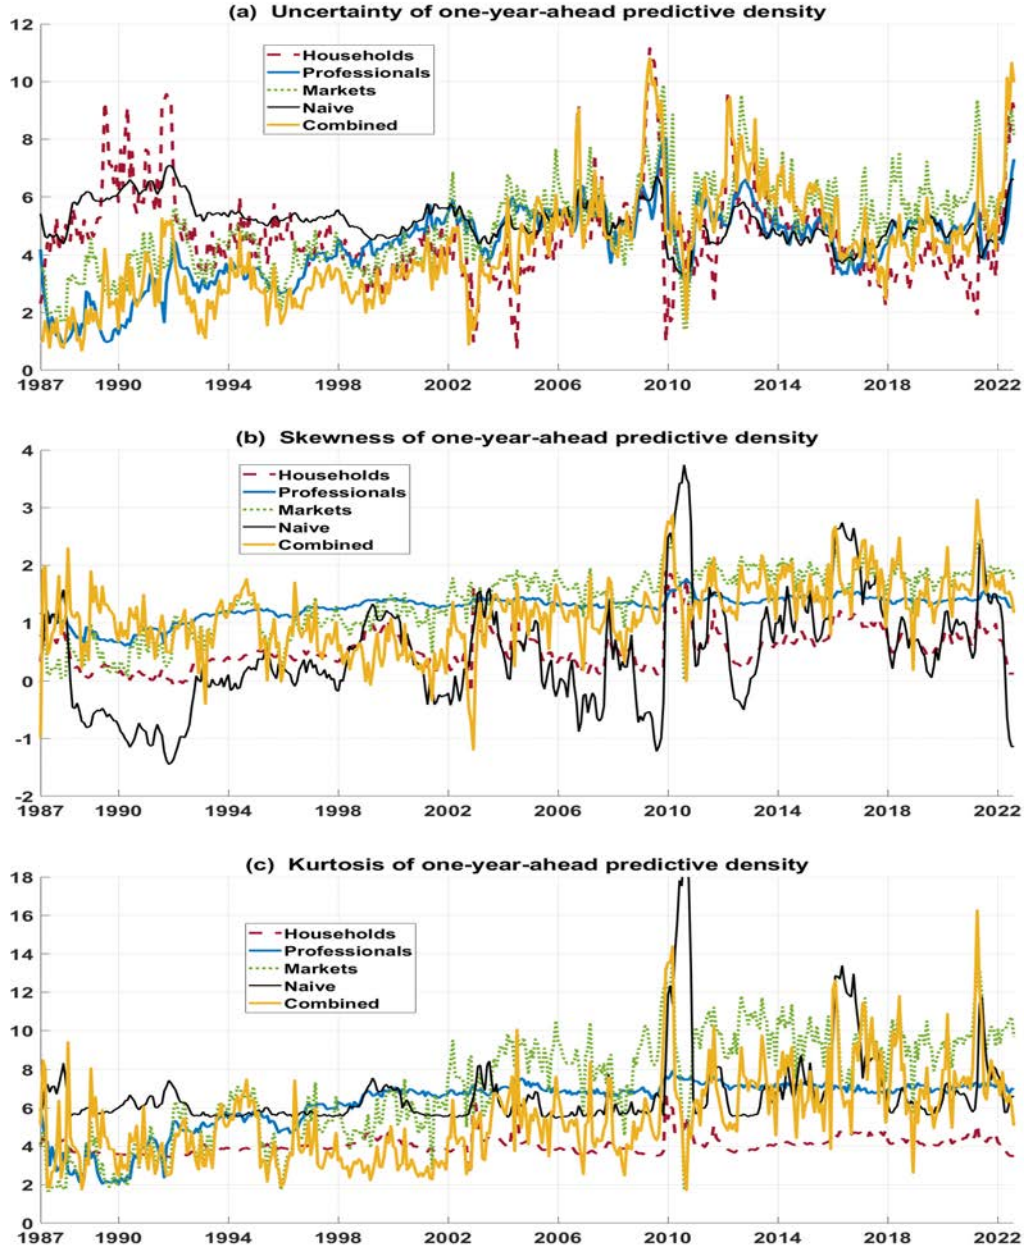 (a) Uncertainty of one-year-ahead predictive density
12
10
8
6
4
2
0
Households
Professionals
Markets
Naive
Combined
1987 1990 1994 1998 2002 2006 2010 2014 2018 2022
(b) Skewness of one-year-ahead predictive density
4
3
2
1
0
-1
-2
Households
Professionals
Markets
Naive
Combined
1987 1990 1994 1998 2002 2006 2010 2014 2018 2022
(c) Kurtosis of one-year-ahead predictive density
18
16
14
12
10
8
6
4
2
0
Households
Professionals
Markets
Naive
Combined
1987 1990 1994 1998 2002 2006 2010 2014 2018 2022